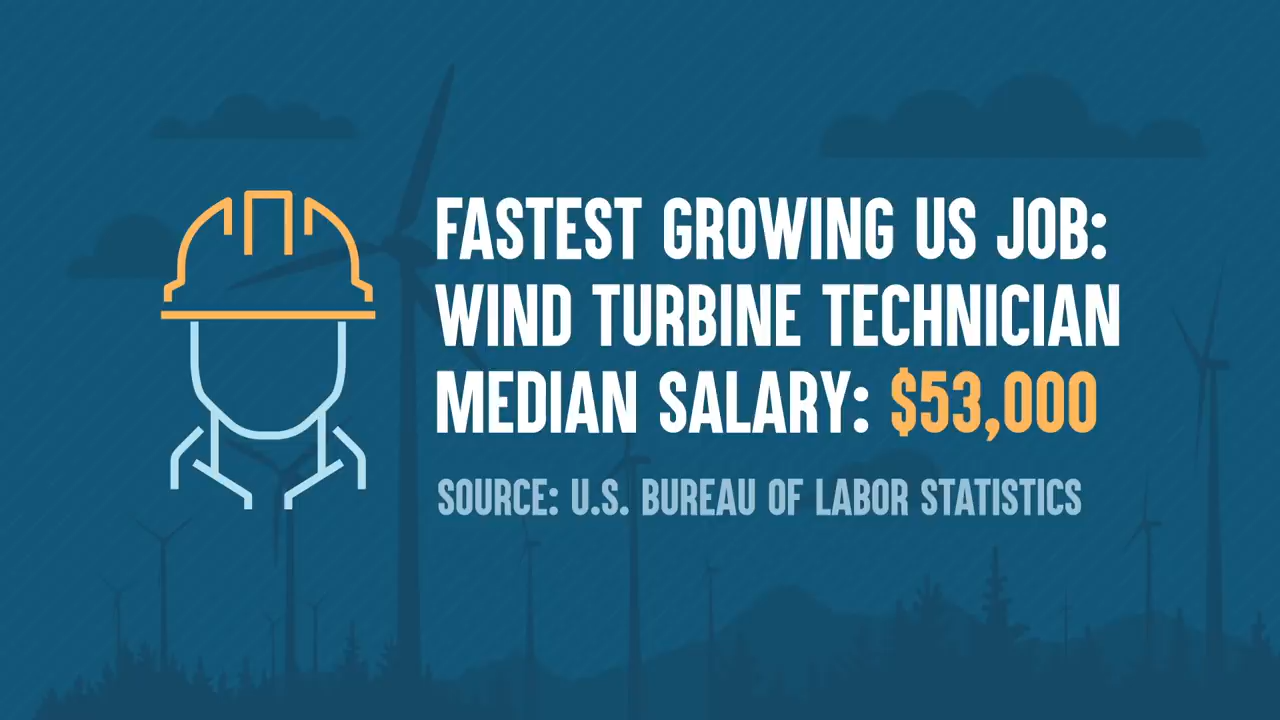 FASTEST GROWING US JOB:
WIND TURBINE TECHNICIAN
MEDIAN SALARY: $53,000
SOURCE: U.S. BUREAU OF LABOR STATISTICS